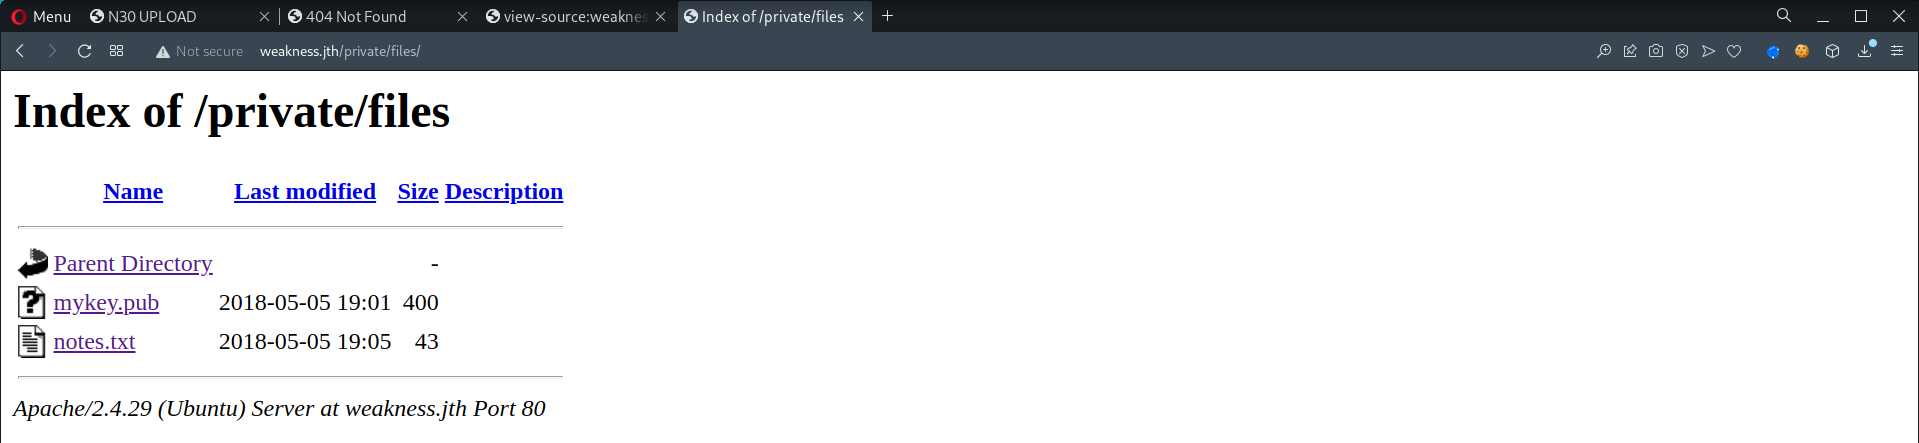 Menu N30 UPLOAD 404 Not Found view-source:weaknes Index of /private/files
Not secure weakness.jth/private/files/
Index of /private/files
Name Last modified Size Description
Parent Directory -
mykey.pub 2018-05-05 19:01 400
notes.txt 2018-05-05 19:05 43
Apache/2.4.29 (Ubuntu) Server at weakness.jth Port 80